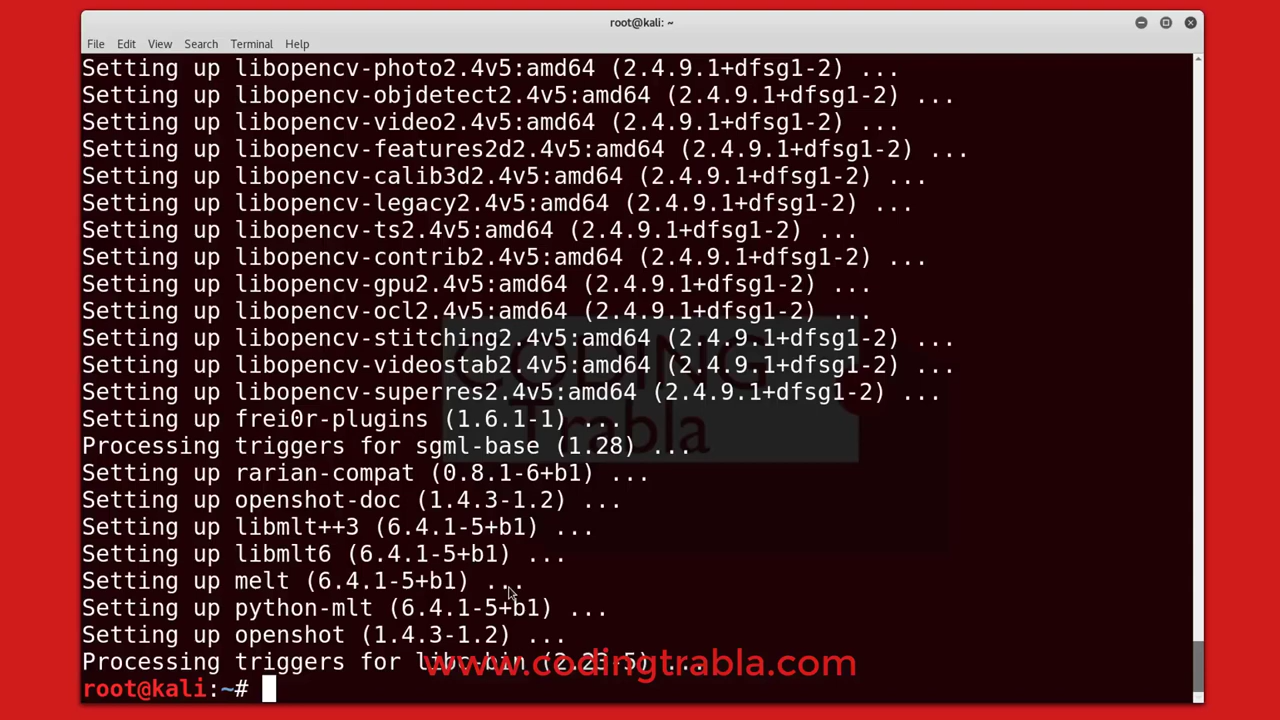 root@kali: ~
File Edit View Search Terminal Help
Setting up libopencv-photo2.4v5:amd64 (2.4.9.1+dfsg1-2) ...
Setting up libopencv-objdetect2.4v5:amd64 (2.4.9.1+dfsg1-2) ...
Setting up libopencv-video2.4v5:amd64 (2.4.9.1+dfsg1-2) ...
Setting up libopencv-features2d2.4v5:amd64 (2.4.9.1+dfsg1-2) ...
Setting up libopencv-calib3d2.4v5:amd64 (2.4.9.1+dfsg1-2) ...
Setting up libopencv-legacy2.4v5:amd64 (2.4.9.1+dfsg1-2) ...
Setting up libopencv-ts2.4v5:amd64 (2.4.9.1+dfsg1-2) ...
Setting up libopencv-contrib2.4v5:amd64 (2.4.9.1+dfsg1-2) ...
Setting up libopencv-gpu2.4v5:amd64 (2.4.9.1+dfsg1-2) ...
Setting up libopencv-ocl2.4v5:amd64 (2.4.9.1+dfsg1-2) ...
Setting up libopencv-stitching2.4v5:amd64 (2.4.9.1+dfsg1-2) ...
Setting up libopencv-videostab2.4v5:amd64 (2.4.9.1+dfsg1-2) ...
CODING
Setting up libopencv-superres2.4v5:amd64 (2.4.9.1+dfsg1-2) ...
Setting up frei0r-plugins (1.6.1-1) ...
Trabla
Processing triggers for sgml-base (1.28) ...
Setting up rarian-compat (0.8.1-6+b1) ...
Setting up openshot-doc (1.4.3-1.2) ...
Setting up libmlt++3 (6.4.1-5+b1) ...
Setting up libmlt6 (6.4.1-5+b1) ...
Setting up melt (6.4.1-5+b1) ...
Setting up python-mlt (6.4.1-5+b1) ...
Setting up openshot (1.4.3-1.2) ...
Processing triggers for libc-bin ...
www.codingtrabla.com
root@kali:~#